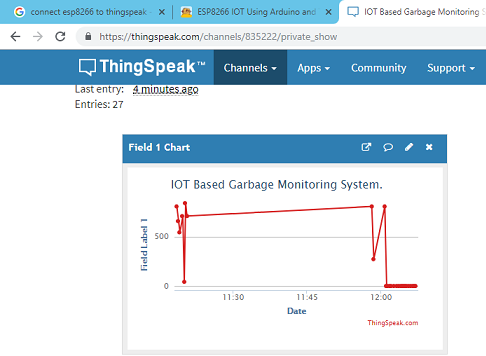 connect esp8266 to thingspeak
ESP8266 IOT Using Arduino and
IOT Based Garbage Monitoring S
https://thingspeak.com/channels/835222/private_show
ThingSpeak™
Channels
Apps
Community
Support
Last entry: 4 minutes ago
Entries: 27
Field 1 Chart
IOT Based Garbage Monitoring System.
Field Label 1
500
0
11:30
11:45
12:00
Date
ThingSpeak.com